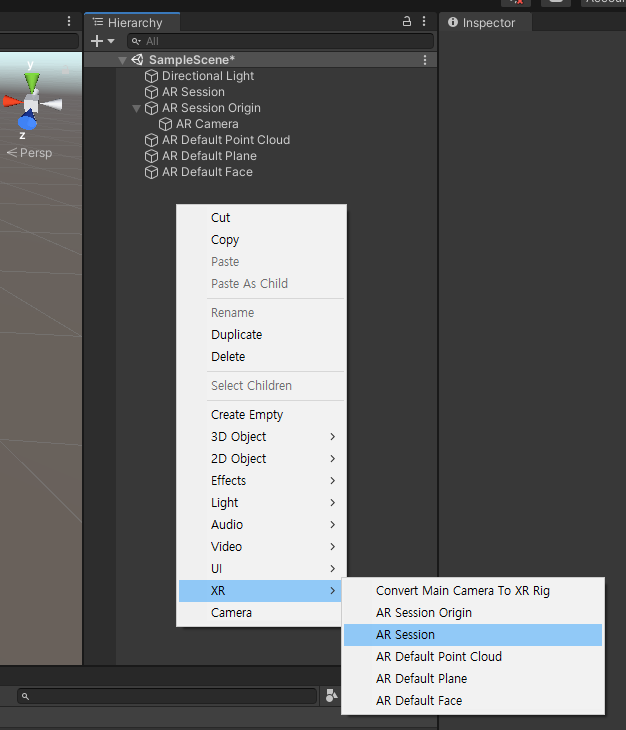 Account
Hierarchy
Inspector
All
SampleScene*
Directional Light
AR Session
AR Session Origin
AR Camera
AR Default Point Cloud
AR Default Plane
AR Default Face
y
z
Persp
Cut
Copy
Paste
Paste As Child
Rename
Duplicate
Delete
Select Children
Create Empty
3D Object
2D Object
Effects
Light
Audio
Video
UI
XR
Camera
Convert Main Camera To XR Rig
AR Session Origin
AR Session
AR Default Point Cloud
AR Default Plane
AR Default Face